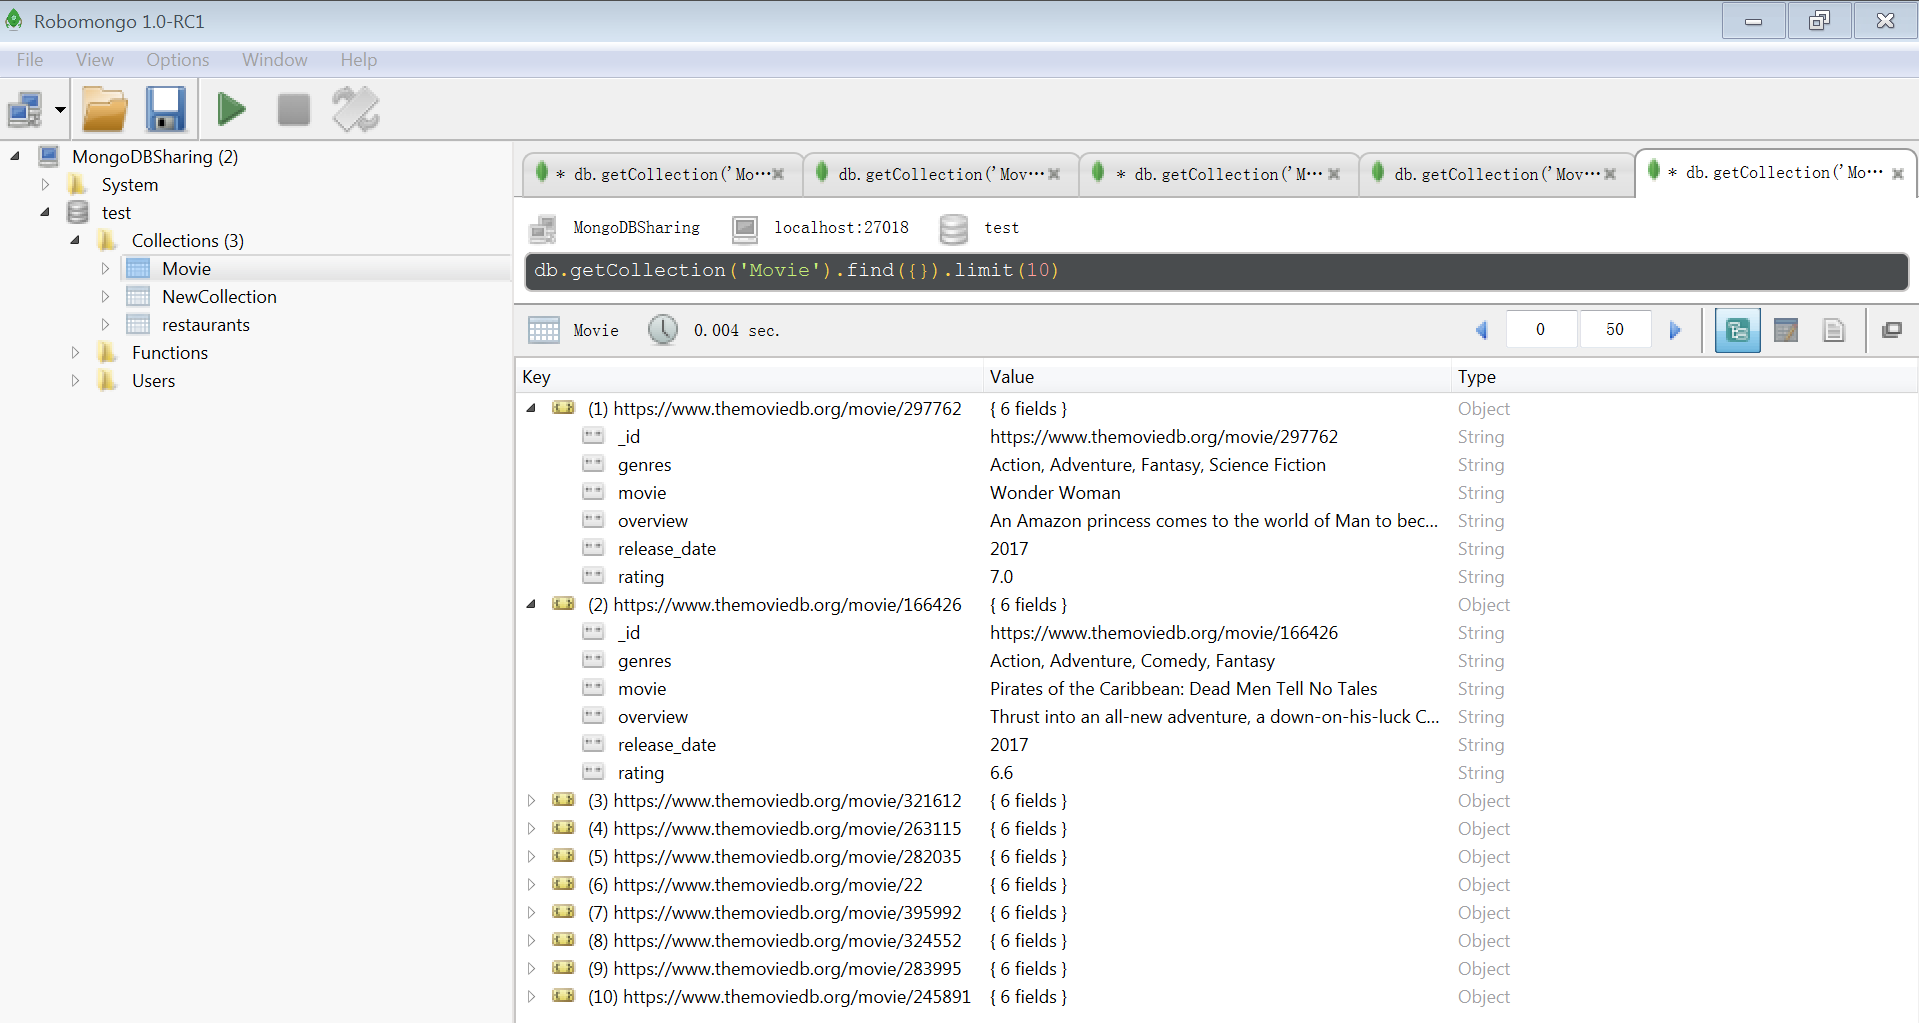 Robomongo 1.0-RC1
File View Options Window Help
MongoDBSharing (2)
System
test
Collections (3)
Movie
NewCollection
restaurants
Functions
Users
* db.getCollection('Mo··· db.getCollection('Mov··· * db.getCollection('M··· db.getCollection('Mov··· * db.getCollection('Mo···
MongoDBSharing localhost:27018 test
db.getCollection('Movie').find({}).limit(10)
Movie 0.004 sec. 0 50
Key Value Type
(1) https://www.themoviedb.org/movie/297762 { 6 fields } Object
_id https://www.themoviedb.org/movie/297762 String
genres Action, Adventure, Fantasy, Science Fiction String
movie Wonder Woman String
overview An Amazon princess comes to the world of Man to bec... String
release_date 2017 String
rating 7.0 String
(2) https://www.themoviedb.org/movie/166426 { 6 fields } Object
_id https://www.themoviedb.org/movie/166426 String
genres Action, Adventure, Comedy, Fantasy String
movie Pirates of the Caribbean: Dead Men Tell No Tales String
overview Thrust into an all-new adventure, a down-on-his-luck C... String
release_date 2017 String
rating 6.6 String
(3) https://www.themoviedb.org/movie/321612 { 6 fields } Object
(4) https://www.themoviedb.org/movie/263115 { 6 fields } Object
(5) https://www.themoviedb.org/movie/282035 { 6 fields } Object
(6) https://www.themoviedb.org/movie/22 { 6 fields } Object
(7) https://www.themoviedb.org/movie/395992 { 6 fields } Object
(8) https://www.themoviedb.org/movie/324552 { 6 fields } Object
(9) https://www.themoviedb.org/movie/283995 { 6 fields } Object
(10) https://www.themoviedb.org/movie/245891 { 6 fields } Object